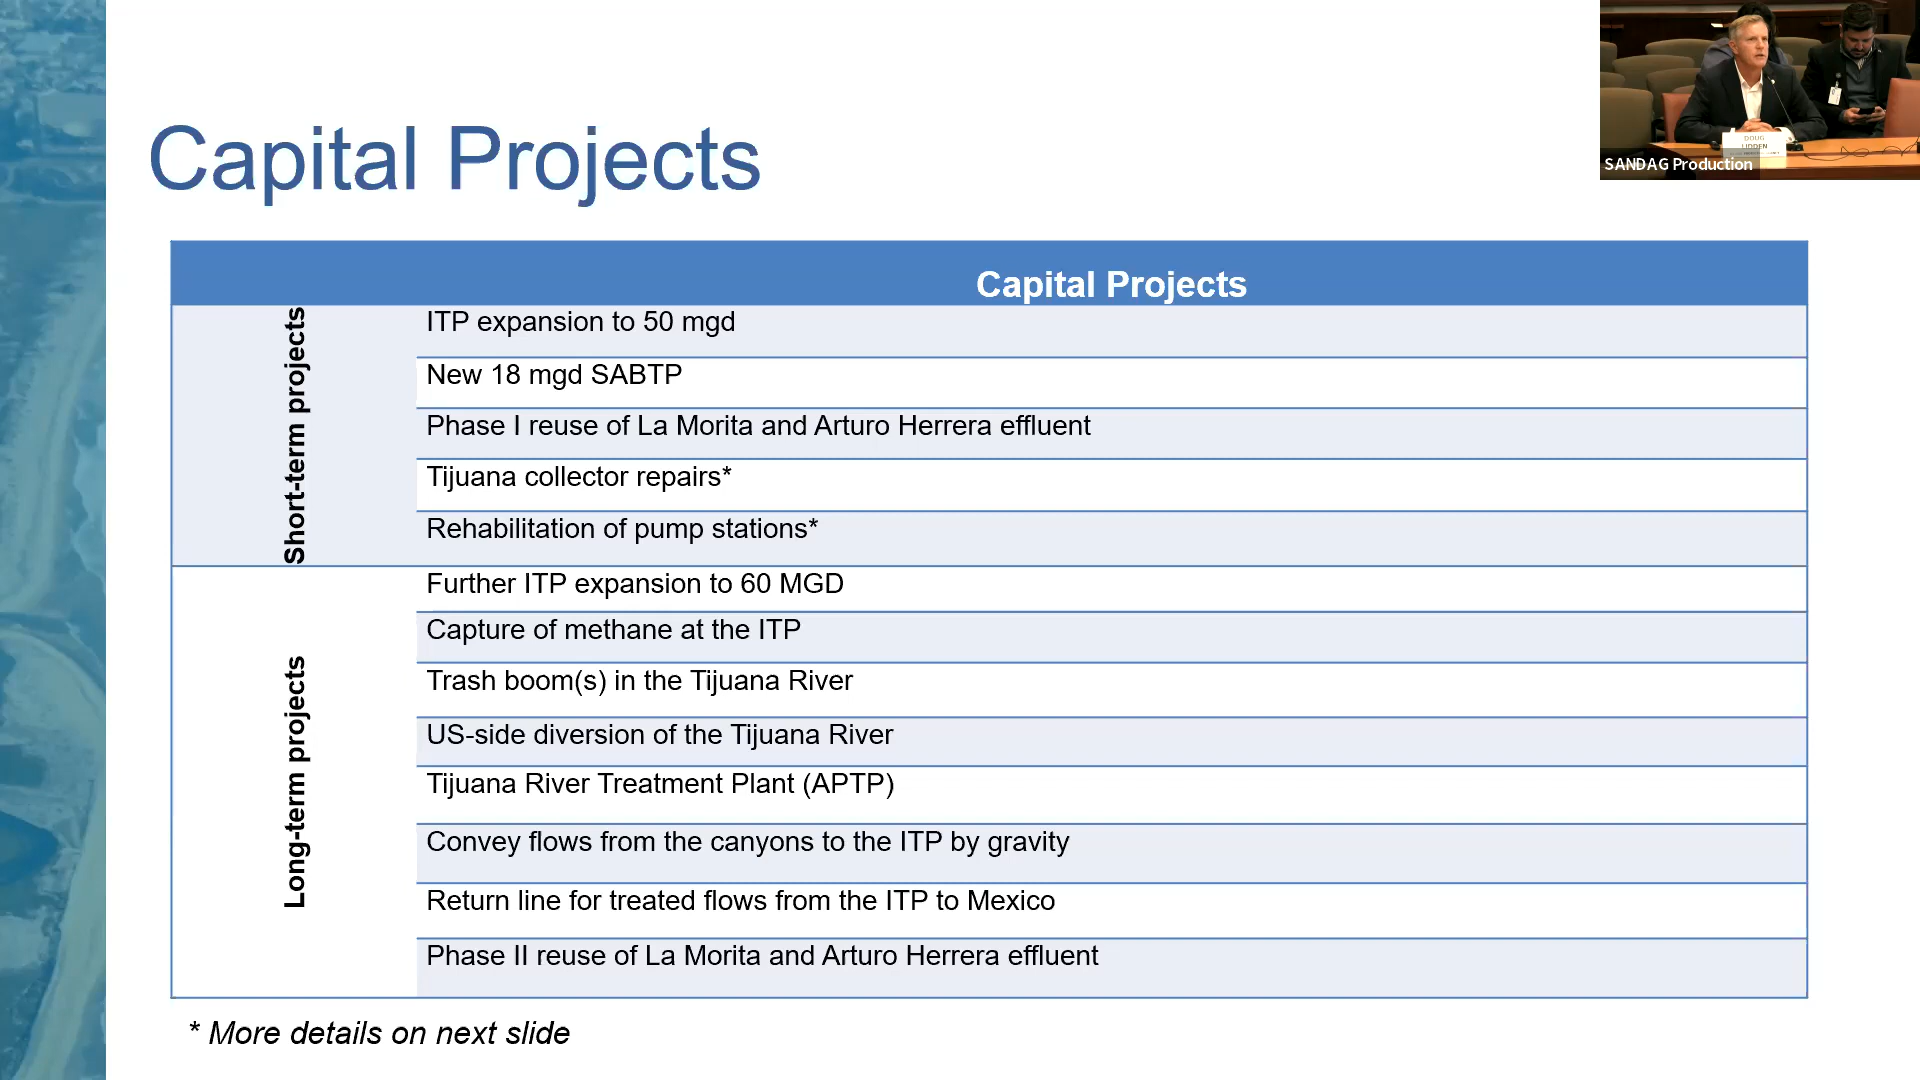 Capital Projects
DOUG
LIDDEN
SANDAG Production
Capital Projects
Short-term projects
ITP expansion to 50 mgd
New 18 mgd SABTP
Phase I reuse of La Morita and Arturo Herrera effluent
Tijuana collector repairs*
Rehabilitation of pump stations*
Long-term projects
Further ITP expansion to 60 MGD
Capture of methane at the ITP
Trash boom(s) in the Tijuana River
US-side diversion of the Tijuana River
Tijuana River Treatment Plant (APTP)
Convey flows from the canyons to the ITP by gravity
Return line for treated flows from the ITP to Mexico
Phase II reuse of La Morita and Arturo Herrera effluent
* More details on next slide